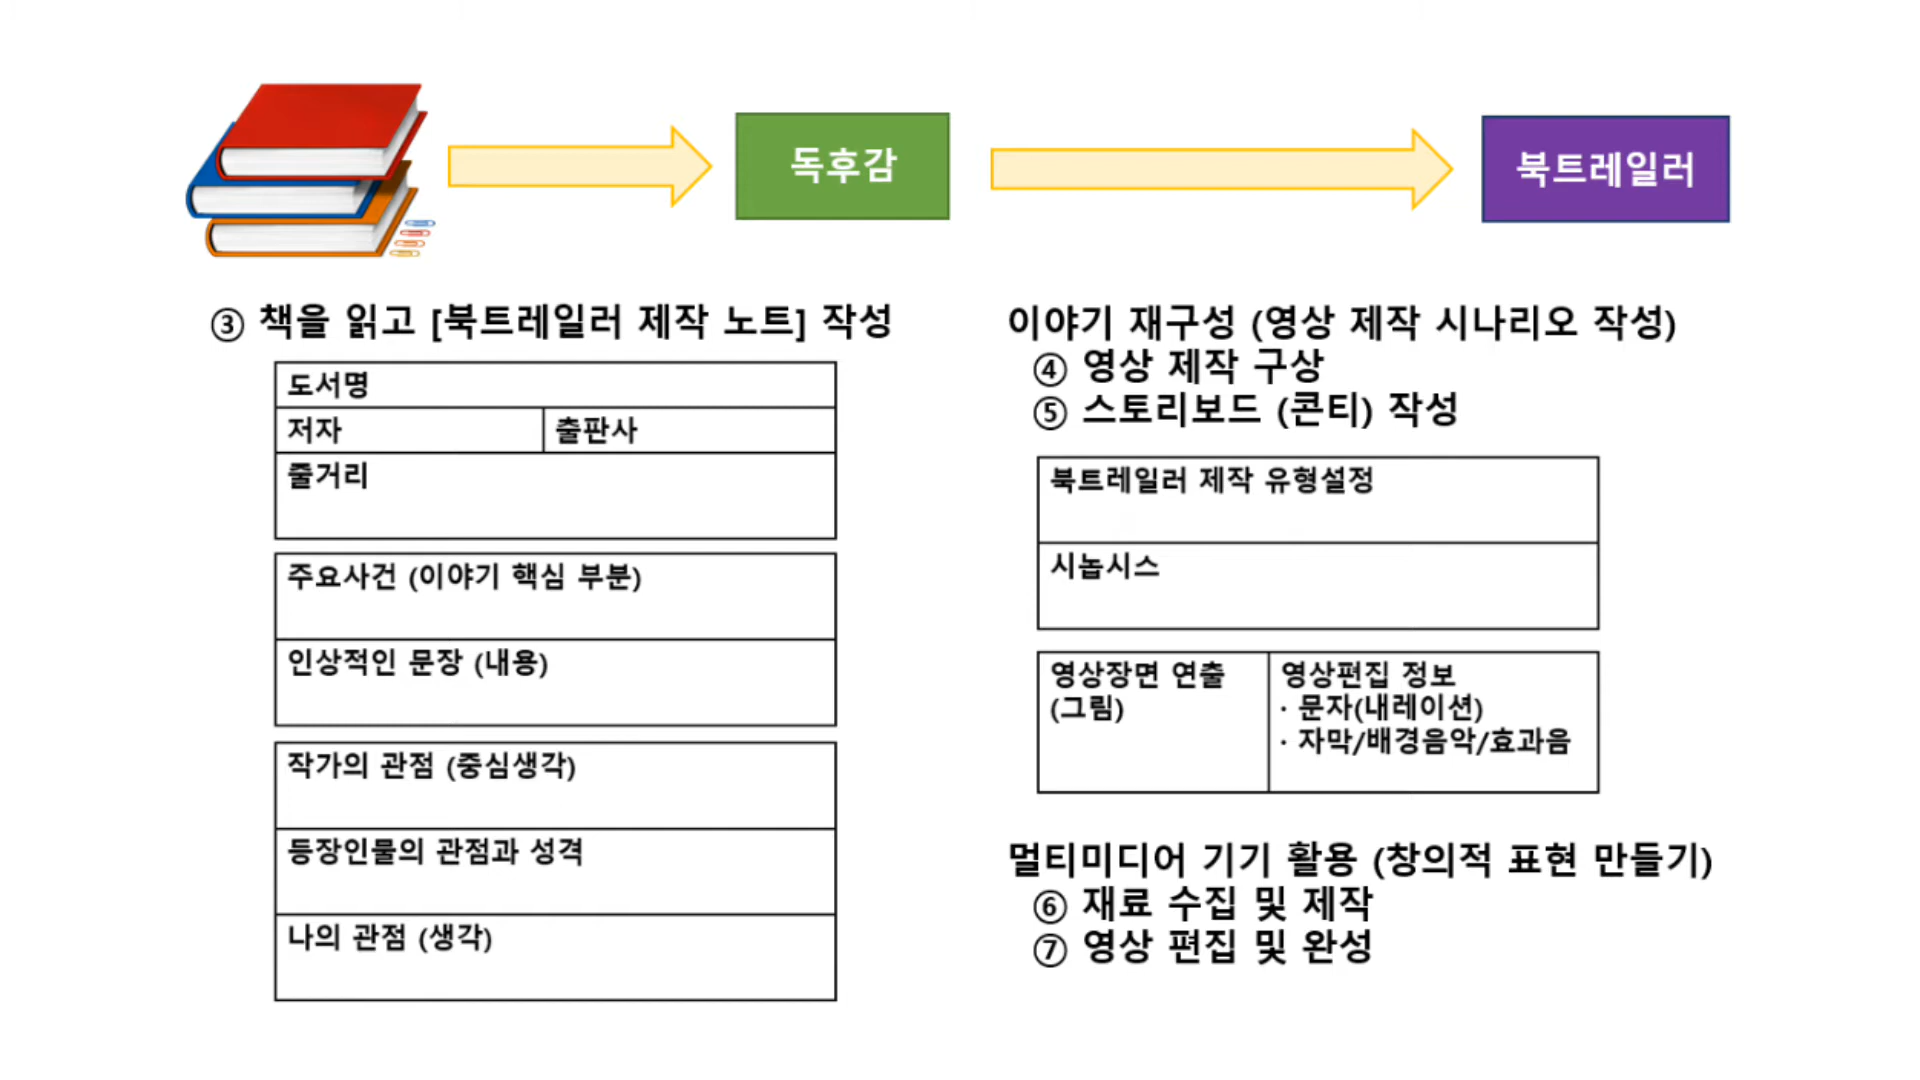 독후감
북트레일러
③ 책을 읽고 [북트레일러 제작 노트] 작성
도서명
저자
출판사
줄거리
주요사건 (이야기 핵심 부분)
인상적인 문장 (내용)
작가의 관점 (중심생각)
등장인물의 관점과 성격
나의 관점 (생각)
이야기 재구성 (영상 제작 시나리오 작성)
④ 영상 제작 구상
⑤ 스토리보드 (콘티) 작성
북트레일러 제작 유형설정
시놉시스
영상장면 연출
(그림)
영상편집 정보
· 문자(내레이션)
· 자막/배경음악/효과음
멀티미디어 기기 활용 (창의적 표현 만들기)
⑥ 재료 수집 및 제작
⑦ 영상 편집 및 완성